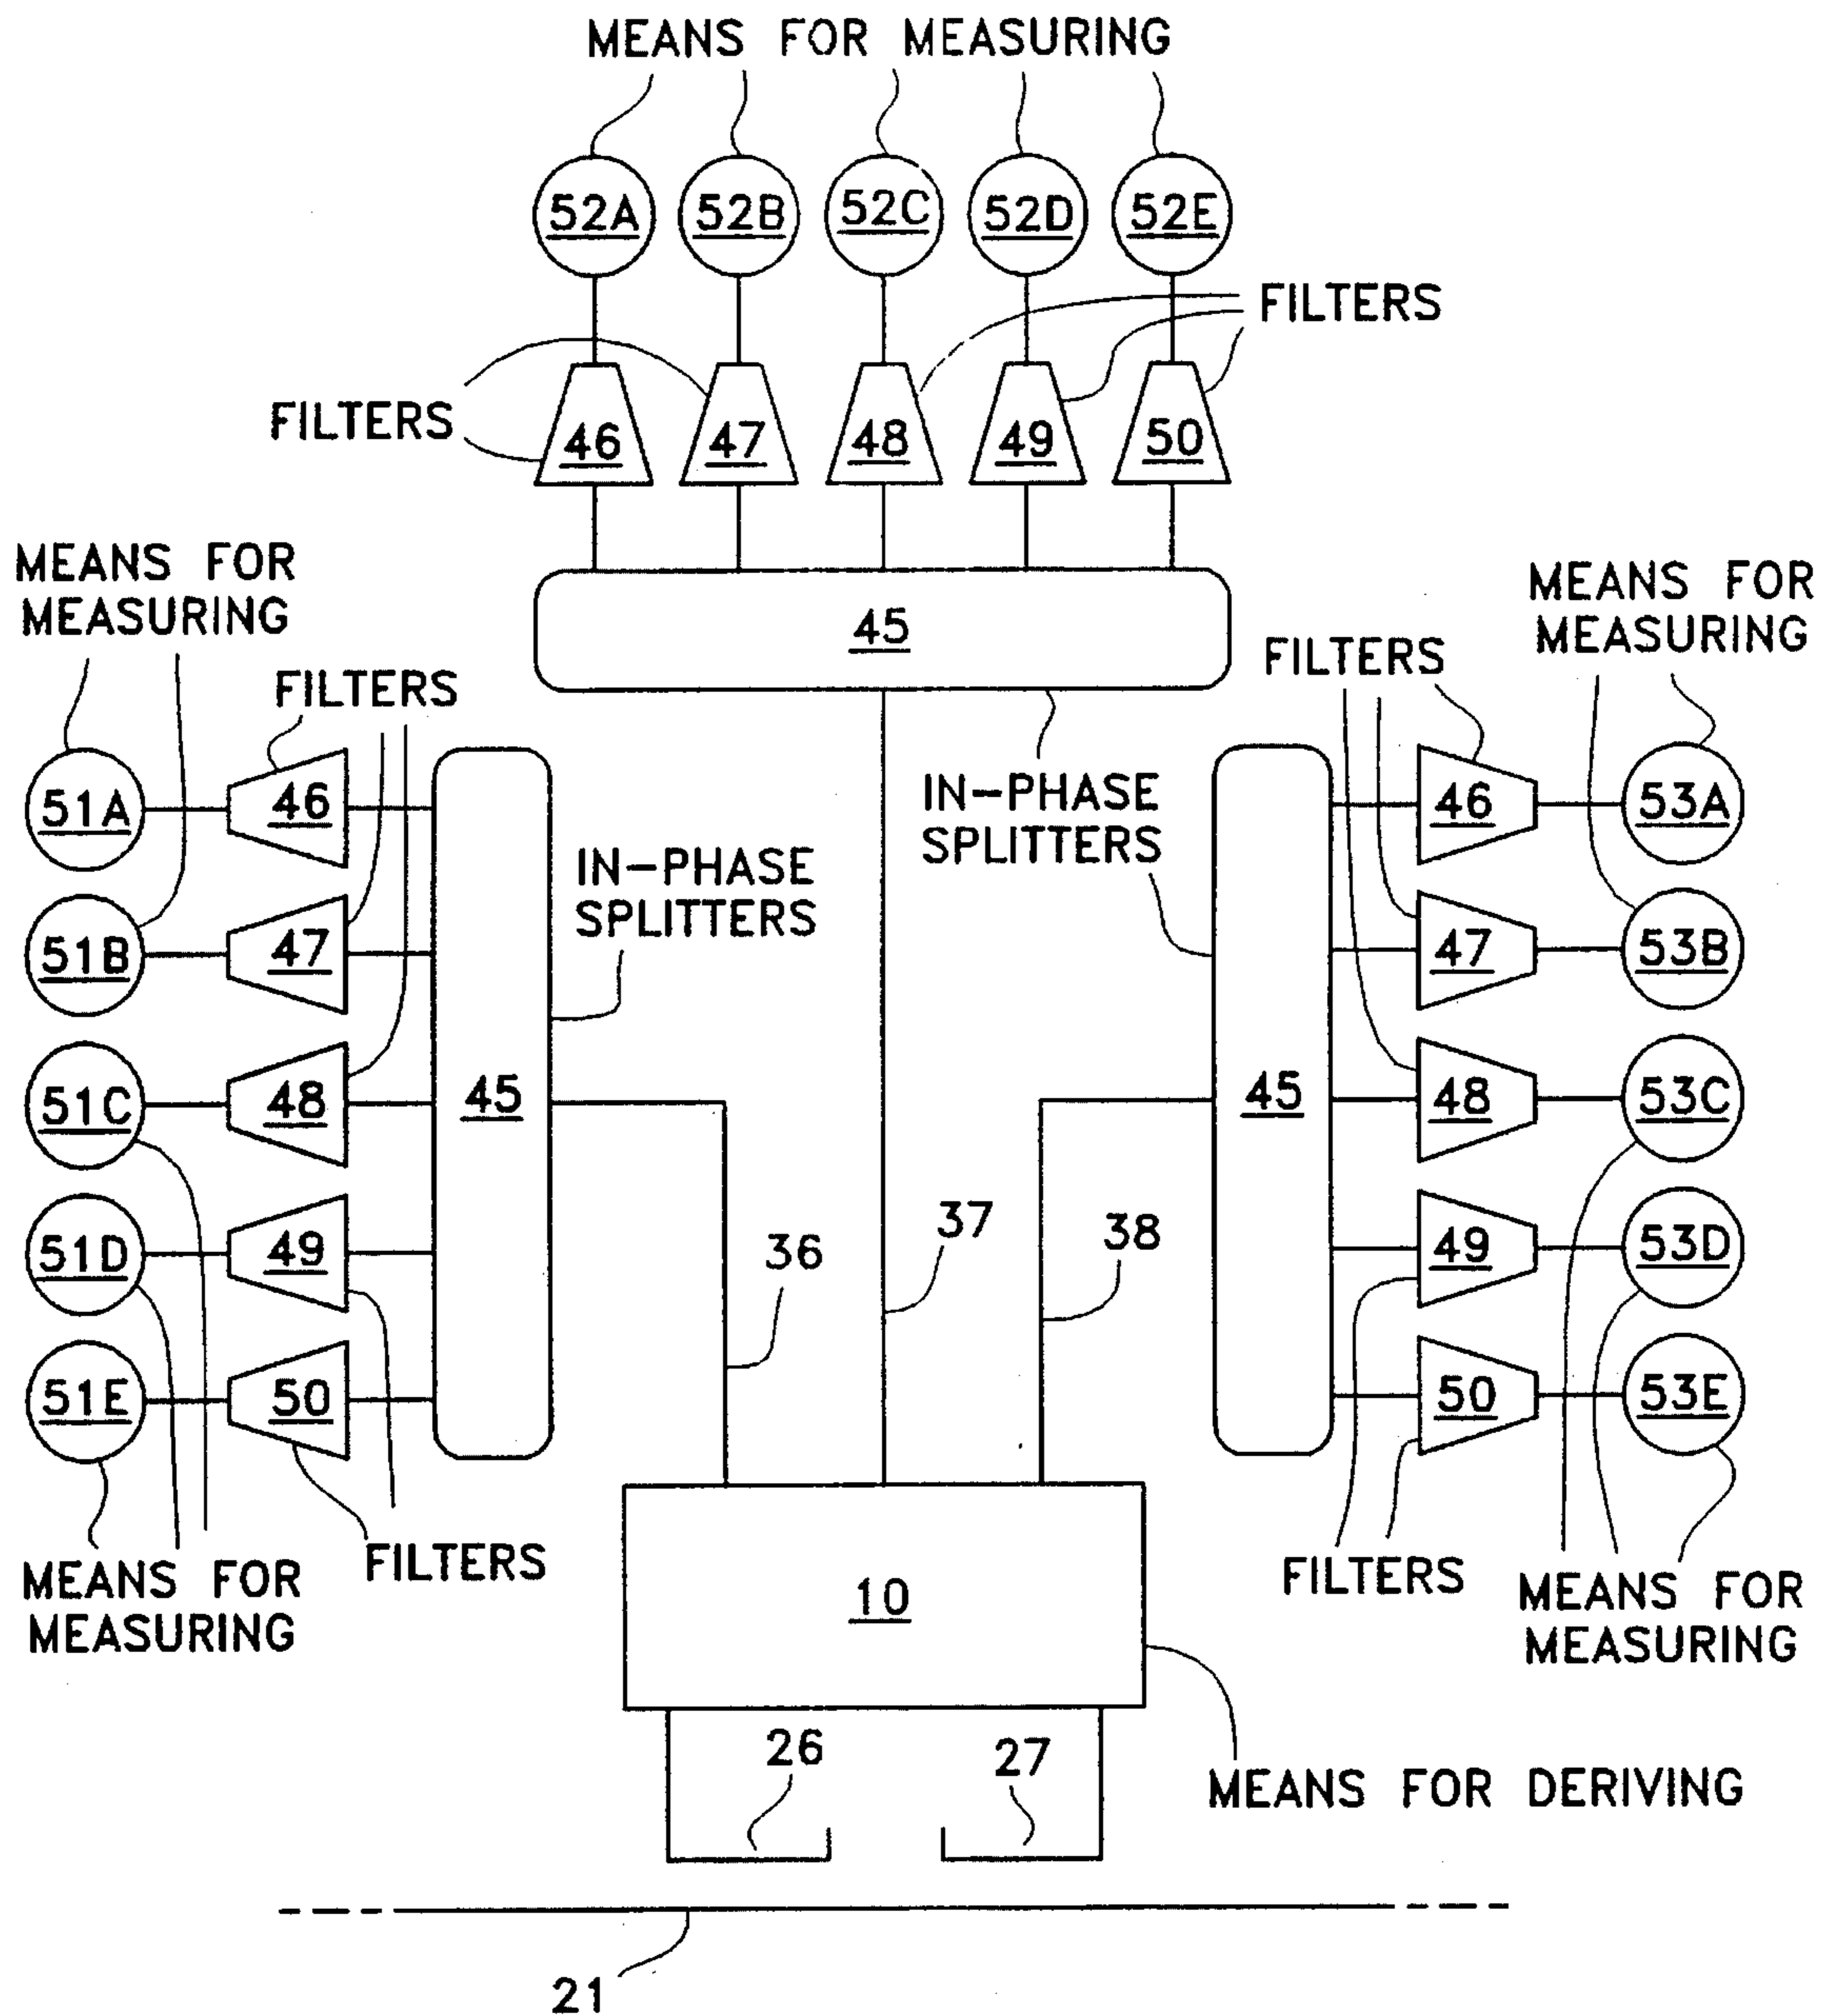 MEANS FOR MEASURING
52A 52B 52C 52D 52E
FILTERS
FILTERS
46 47 48 49 50
45
MEANS FOR
MEASURING
FILTERS
51A 46
51B 47
51C 48
51D 49
51E 50
45
IN-PHASE
SPLITTERS
FILTERS
MEANS FOR
MEASURING
IN-PHASE
SPLITTERS
MEANS FOR
MEASURING
FILTERS
46 53A
47 53B
48 53C
49 53D
50 53E
45
FILTERS
MEANS FOR
MEASURING
36
37
38
10
26
27
MEANS FOR DERIVING
21